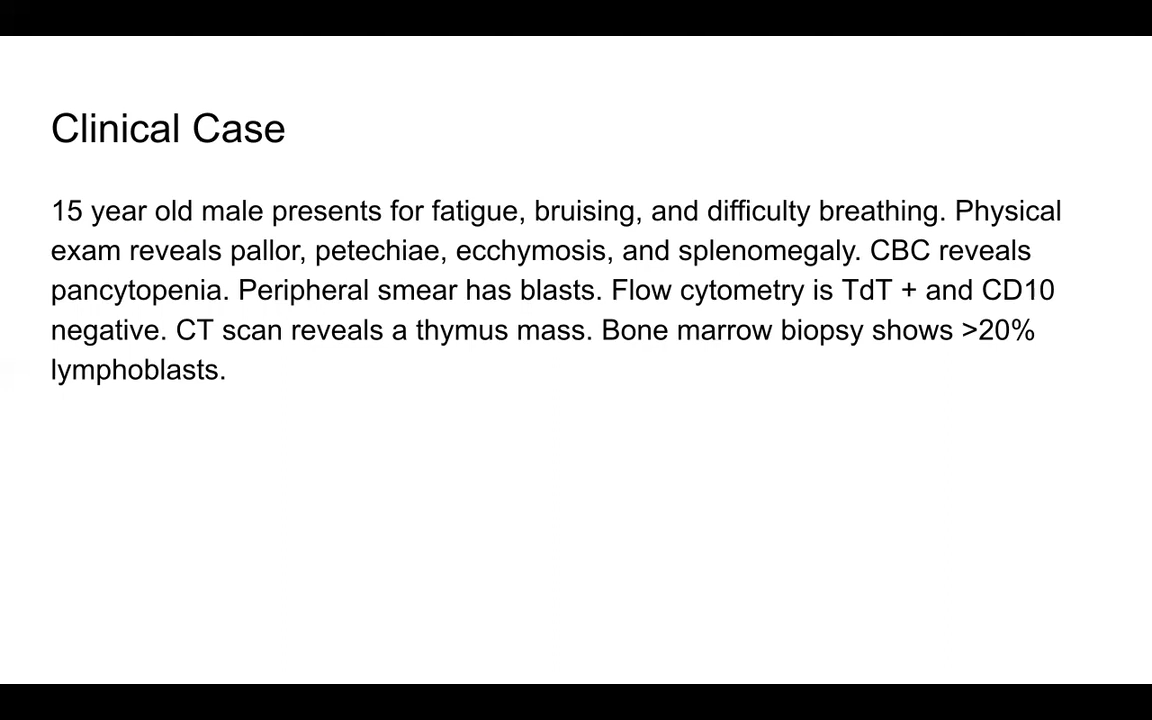 Clinical Case
15 year old male presents for fatigue, bruising, and difficulty breathing. Physical
exam reveals pallor, petechiae, ecchymosis, and splenomegaly. CBC reveals
pancytopenia. Peripheral smear has blasts. Flow cytometry is TdT + and CD10
negative. CT scan reveals a thymus mass. Bone marrow biopsy shows >20%
lymphoblasts.